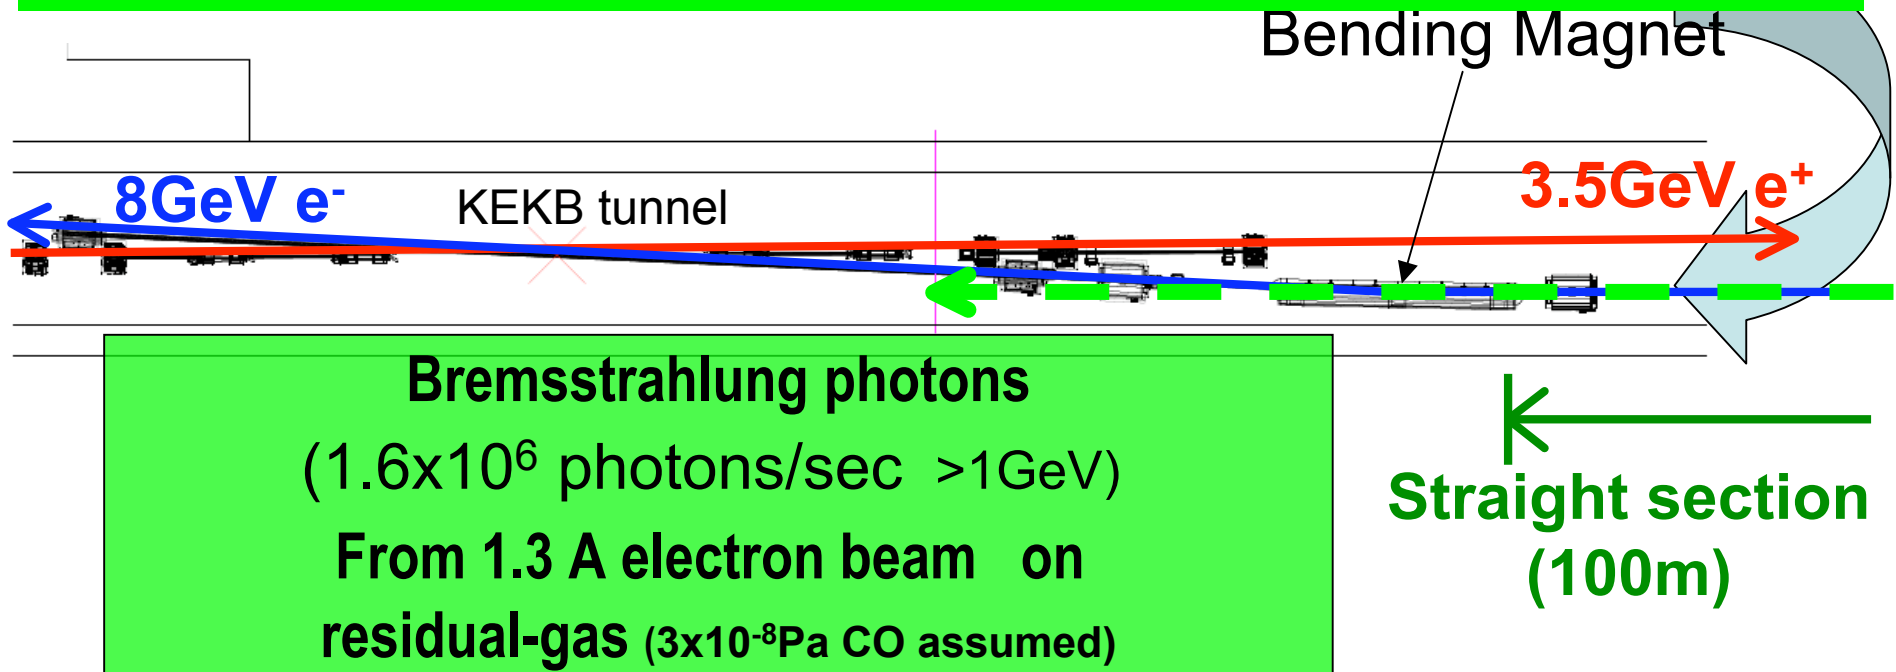 Bending Magnet
8GeV e⁻
KEKB tunnel
3.5GeV e⁺
Bremsstrahlung photons
(1.6x10⁶ photons/sec >1GeV)
From 1.3 A electron beam on
residual-gas (3x10⁻⁸Pa CO assumed)
Straight section
(100m)